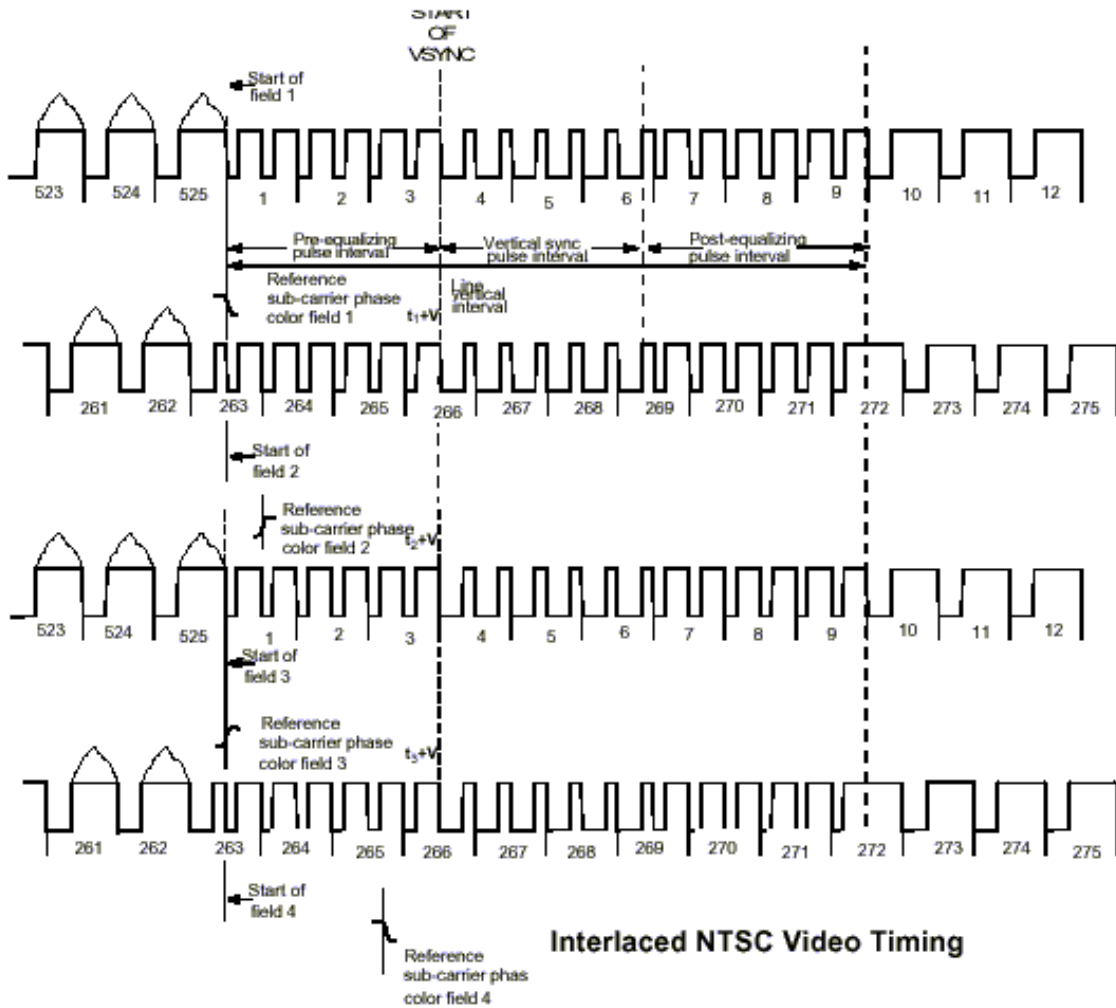 START
OF
VSYNC
Start of
field 1
523 524 525 1 2 3 4 5 6 7 8 9 10 11 12
Pre-equalizing
pulse interval
Vertical sync
pulse interval
Post-equalizing
pulse interval
Reference
sub-carrier phase
color field 1
t1+V
Line
vertical
interval
261 262 263 264 265 266 267 268 269 270 271 272 273 274 275
Start of
field 2
Reference
sub-carrier phase
color field 2
t2+V
523 524 525 1 2 3 4 5 6 7 8 9 10 11 12
Start of
field 3
Reference
sub-carrier phase
color field 3
t3+V
261 262 263 264 265 266 267 268 269 270 271 272 273 274 275
Start of
field 4
Reference
sub-carrier phas
color field 4
Interlaced NTSC Video Timing